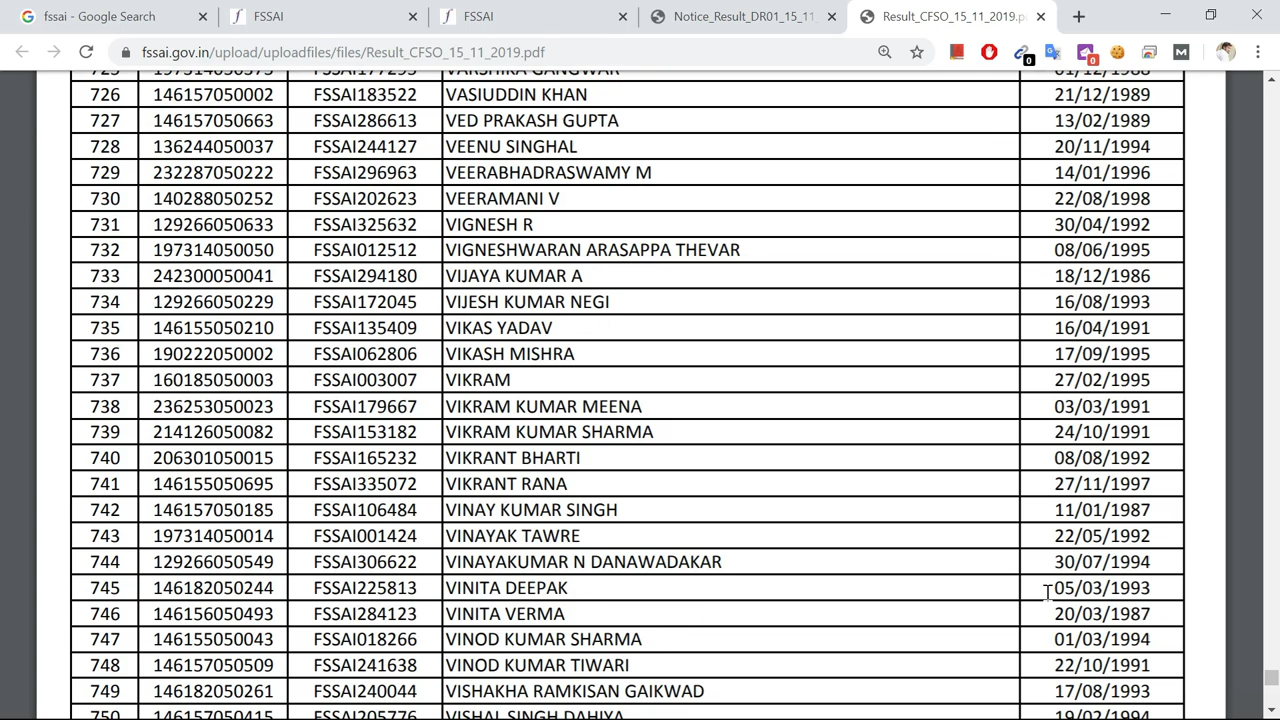 fssai - Google Search
FSSAI
FSSAI
Notice_Result_DR01_15_11
Result_CFSO_15_11_2019.p
fssai.gov.in/upload/uploadfiles/files/Result_CFSO_15_11_2019.pdf
0 0 M
725 197314050373 FSSAI177293 VARSHIKA GANGWAR 01/12/1988
726 146157050002 FSSAI183522 VASIUDDIN KHAN 21/12/1989
727 146157050663 FSSAI286613 VED PRAKASH GUPTA 13/02/1989
728 136244050037 FSSAI244127 VEENU SINGHAL 20/11/1994
729 232287050222 FSSAI296963 VEERABHADRASWAMY M 14/01/1996
730 140288050252 FSSAI202623 VEERAMANI V 22/08/1998
731 129266050633 FSSAI325632 VIGNESH R 30/04/1992
732 197314050050 FSSAI012512 VIGNESHWARAN ARASAPPA THEVAR 08/06/1995
733 242300050041 FSSAI294180 VIJAYA KUMAR A 18/12/1986
734 129266050229 FSSAI172045 VIJESH KUMAR NEGI 16/08/1993
735 146155050210 FSSAI135409 VIKAS YADAV 16/04/1991
736 190222050002 FSSAI062806 VIKASH MISHRA 17/09/1995
737 160185050003 FSSAI003007 VIKRAM 27/02/1995
738 236253050023 FSSAI179667 VIKRAM KUMAR MEENA 03/03/1991
739 214126050082 FSSAI153182 VIKRAM KUMAR SHARMA 24/10/1991
740 206301050015 FSSAI165232 VIKRANT BHARTI 08/08/1992
741 146155050695 FSSAI335072 VIKRANT RANA 27/11/1997
742 146157050185 FSSAI106484 VINAY KUMAR SINGH 11/01/1987
743 197314050014 FSSAI001424 VINAYAK TAWRE 22/05/1992
744 129266050549 FSSAI306622 VINAYAKUMAR N DANAWADAKAR 30/07/1994
745 146182050244 FSSAI225813 VINITA DEEPAK 05/03/1993
746 146156050493 FSSAI284123 VINITA VERMA 20/03/1987
747 146155050043 FSSAI018266 VINOD KUMAR SHARMA 01/03/1994
748 146157050509 FSSAI241638 VINOD KUMAR TIWARI 22/10/1991
749 146182050261 FSSAI240044 VISHAKHA RAMKISAN GAIKWAD 17/08/1993
750 146157050415 FSSAI205776 VISHAL SINGH DAHIYA 19/02/1994